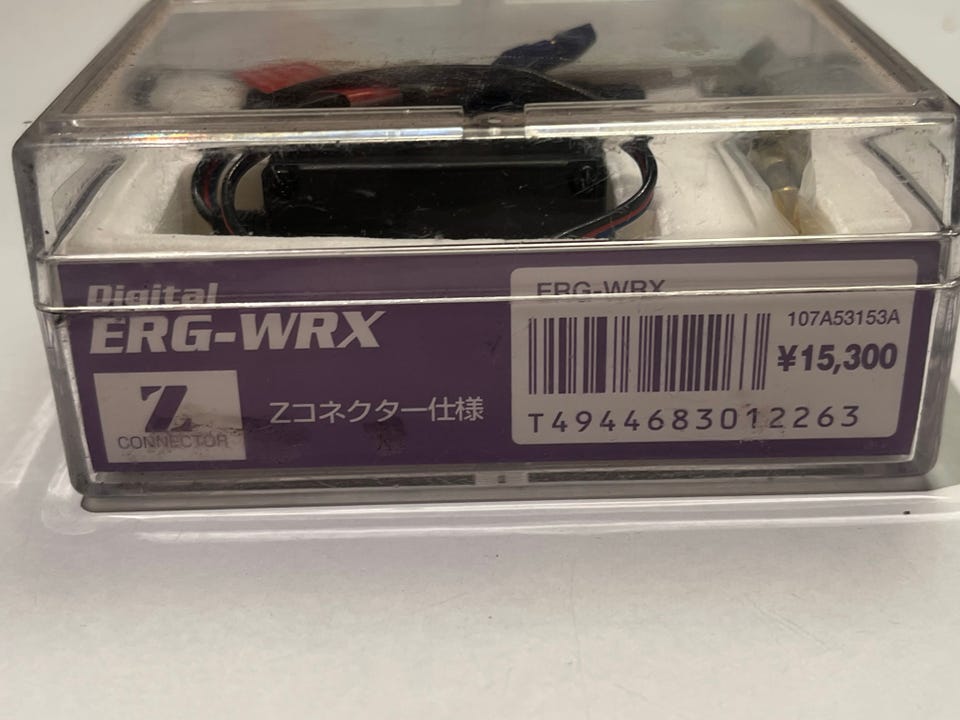 Digital
ERG-WRX
Z
CONNECTOR
Zコネクター仕様
ERG-WRX
107A53153A
¥15,300
T4944683012263